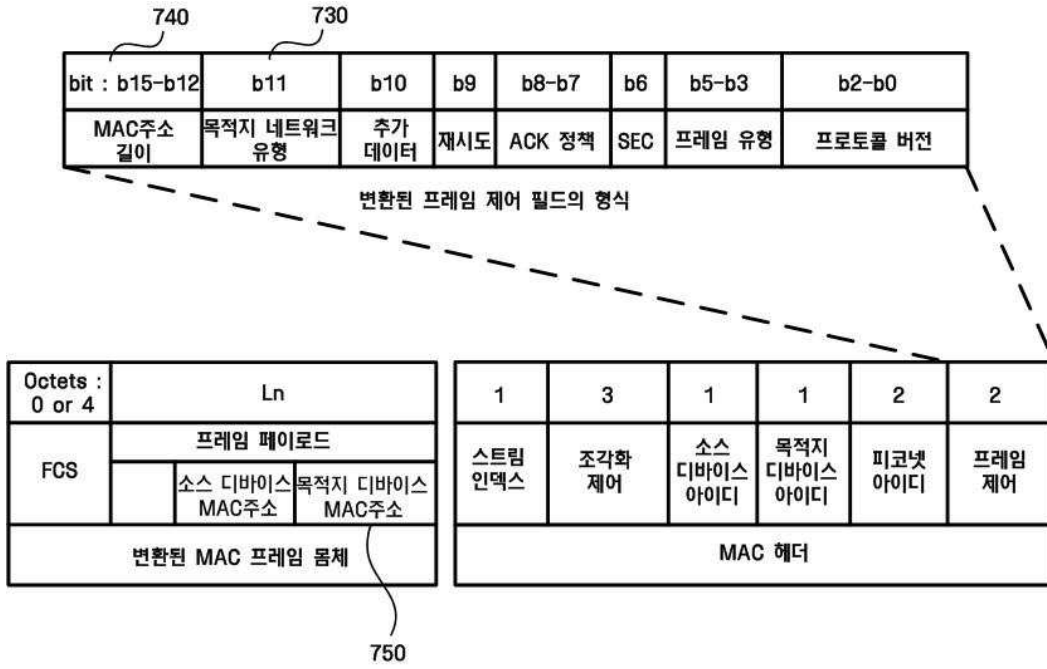 740
730
bit : b15-b12
b11
b10
b9
b8-b7
b6
b5-b3
b2-b0
MAC주소
길이
목적지 네트워크
유형
추가
데이터
재시도
ACK 정책
SEC
프레임 유형
프로토콜 버전
변환된 프레임 제어 필드의 형식
Octets :
0 or 4
Ln
1
3
1
1
2
2
FCS
프레임 페이로드
소스 디바이스
MAC주소
목적지 디바이스
MAC주소
스트림
인덱스
조각화
제어
소스
디바이스
아이디
목적지
디바이스
아이디
피코넷
아이디
프레임
제어
변환된 MAC 프레임 몸체
MAC 헤더
750